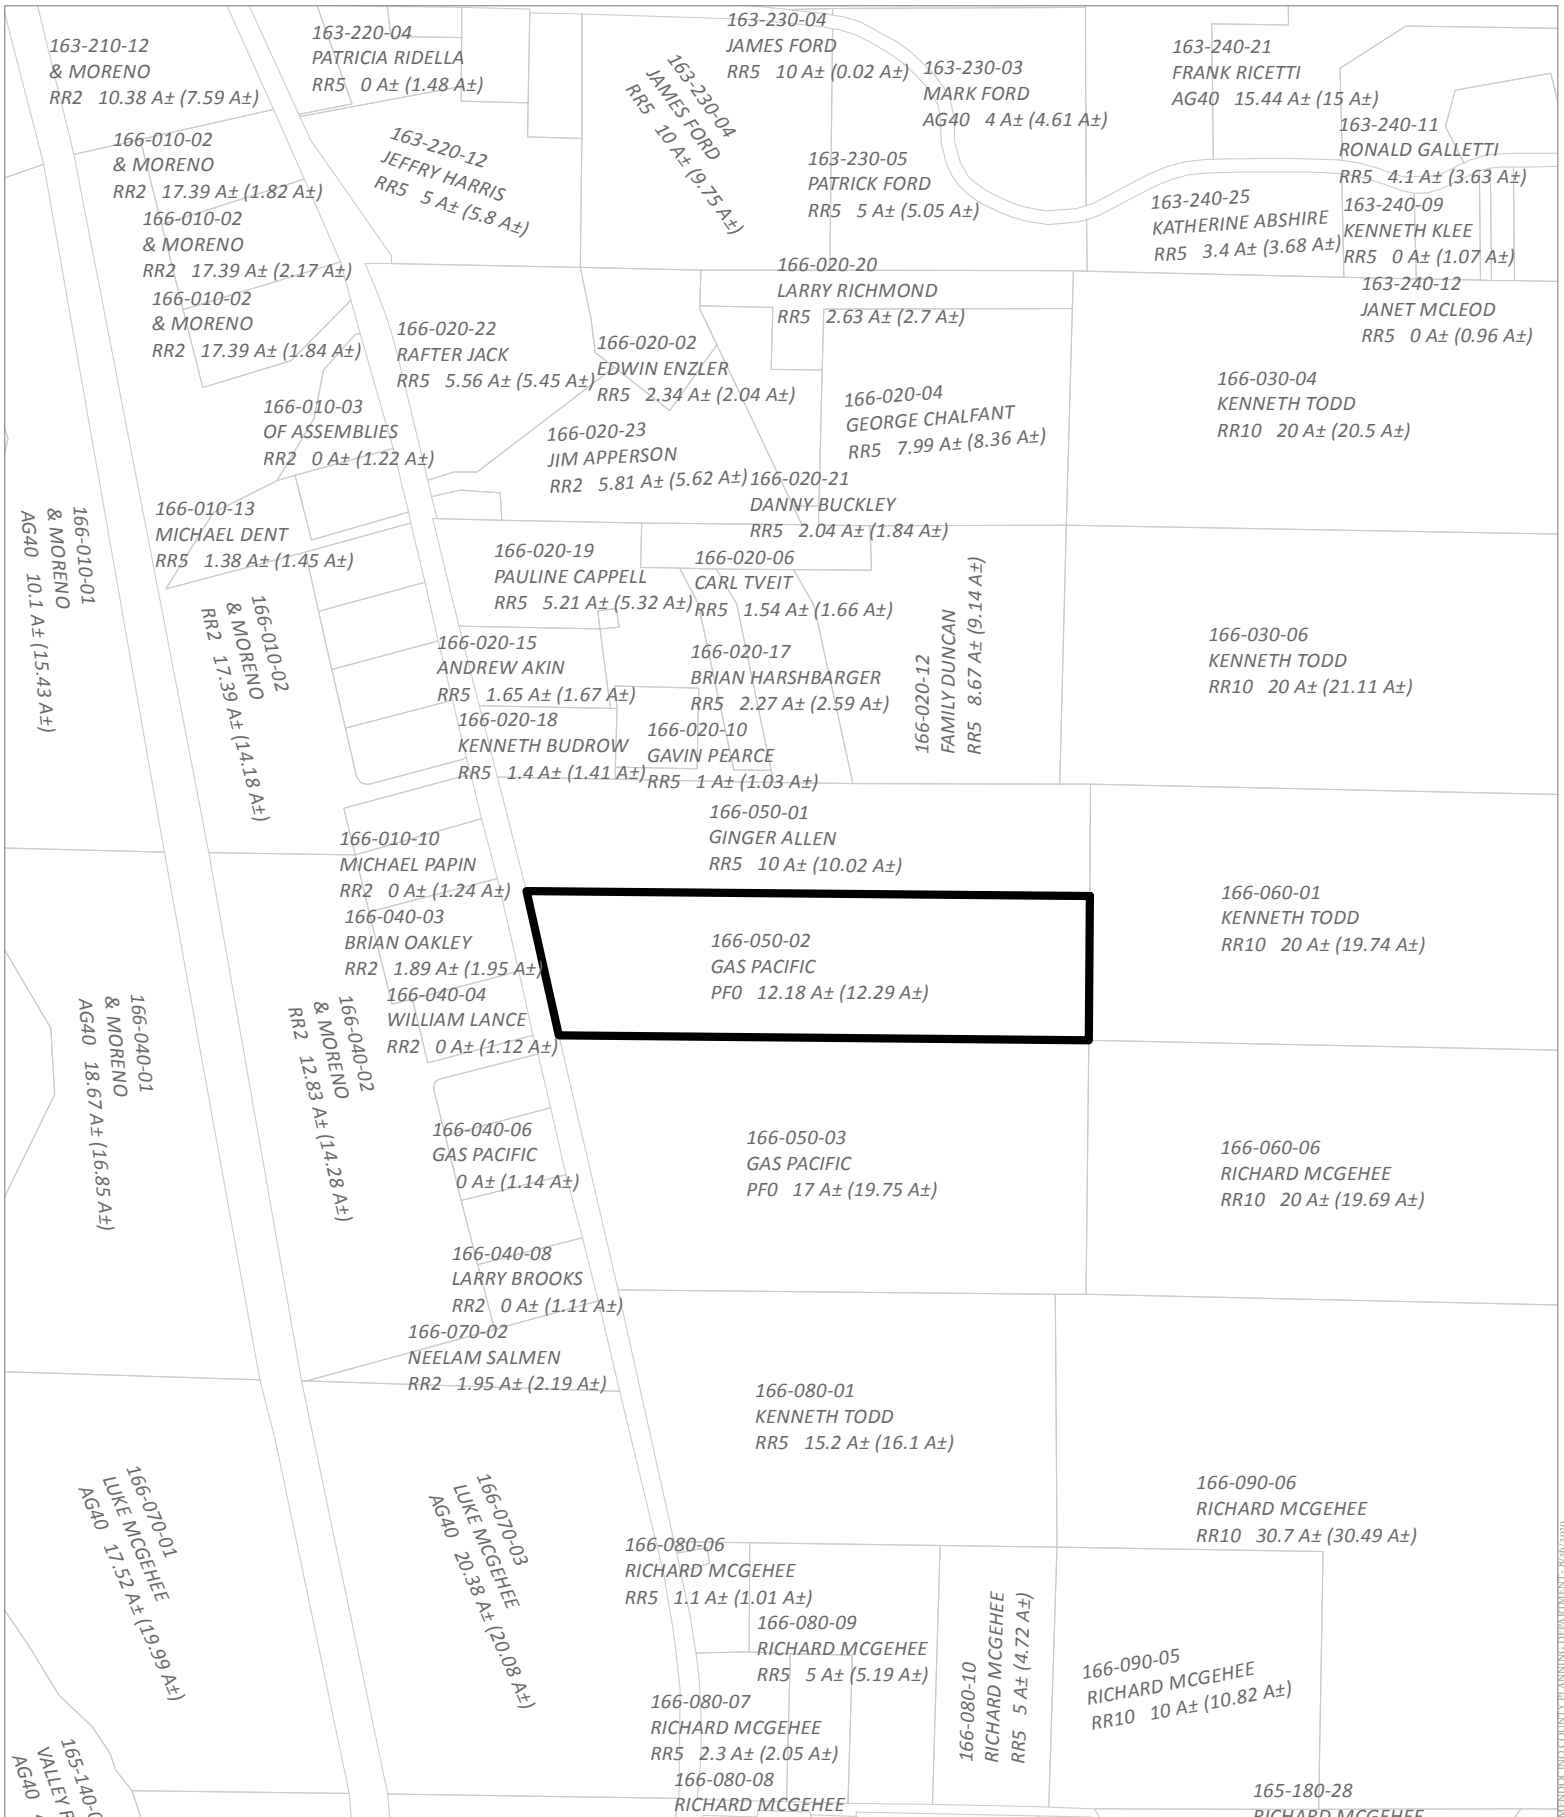 163-210-12
& MORENO
RR2 10.38 A± (7.59 A±)
163-220-04
PATRICIA RIDELLA
RR5 0 A± (1.48 A±)
163-230-04
JAMES FORD
RR5 10 A± (0.02 A±)
163-230-03
MARK FORD
AG40 4 A± (4.61 A±)
163-240-21
FRANK RICETTI
AG40 15.44 A± (15 A±)
163-230-04
JAMES FORD
RR5 10 A± (9.75 A±)
163-240-11
RONALD GALLETTI
RR5 4.1 A± (3.63 A±)
166-010-02
& MORENO
RR2 17.39 A± (1.82 A±)
163-220-12
JEFFRY HARRIS
RR5 5 A± (5.8 A±)
163-230-05
PATRICK FORD
RR5 5 A± (5.05 A±)
163-240-25
KATHERINE ABSHIRE
RR5 3.4 A± (3.68 A±)
163-240-09
KENNETH KLEE
RR5 0 A± (1.07 A±)
166-010-02
& MORENO
RR2 17.39 A± (2.17 A±)
166-020-20
LARRY RICHMOND
RR5 2.63 A± (2.7 A±)
163-240-12
JANET MCLEOD
RR5 0 A± (0.96 A±)
166-010-02
& MORENO
RR2 17.39 A± (1.84 A±)
166-020-22
RAFTER JACK
RR5 5.56 A± (5.45 A±)
166-020-02
EDWIN ENZLER
RR5 2.34 A± (2.04 A±)
166-020-04
GEORGE CHALFANT
RR5 7.99 A± (8.36 A±)
166-030-04
KENNETH TODD
RR10 20 A± (20.5 A±)
166-010-03
OF ASSEMBLIES
RR2 0 A± (1.22 A±)
166-020-23
JIM APPERSON
RR2 5.81 A± (5.62 A±)
166-020-21
DANNY BUCKLEY
RR5 2.04 A± (1.84 A±)
166-010-01
& MORENO
AG40 10.1 A± (15.43 A±)
166-010-13
MICHAEL DENT
RR5 1.38 A± (1.45 A±)
166-020-19
PAULINE CAPPELL
RR5 5.21 A± (5.32 A±)
166-020-06
CARL TVEIT
RR5 1.54 A± (1.66 A±)
166-020-12
FAMILY DUNCAN
RR5 8.67 A± (9.14 A±)
166-010-02
& MORENO
RR2 17.39 A± (14.18 A±)
166-020-15
ANDREW AKIN
RR5 1.65 A± (1.67 A±)
166-020-17
BRIAN HARSHBARGER
RR5 2.27 A± (2.59 A±)
166-030-06
KENNETH TODD
RR10 20 A± (21.11 A±)
166-020-18
KENNETH BUDROW
RR5 1.4 A± (1.41 A±)
166-020-10
GAVIN PEARCE
RR5 1 A± (1.03 A±)
166-050-01
GINGER ALLEN
RR5 10 A± (10.02 A±)
166-010-10
MICHAEL PAPIN
RR2 0 A± (1.24 A±)
166-060-01
KENNETH TODD
RR10 20 A± (19.74 A±)
166-040-03
BRIAN OAKLEY
RR2 1.89 A± (1.95 A±)
166-050-02
GAS PACIFIC
PF0 12.18 A± (12.29 A±)
166-040-01
& MORENO
AG40 18.67 A± (16.85 A±)
166-040-02
& MORENO
RR2 12.83 A± (14.28 A±)
166-040-04
WILLIAM LANCE
RR2 0 A± (1.12 A±)
166-040-06
GAS PACIFIC
0 A± (1.14 A±)
166-050-03
GAS PACIFIC
PF0 17 A± (19.75 A±)
166-060-06
RICHARD MCGEHEE
RR10 20 A± (19.69 A±)
166-040-08
LARRY BROOKS
RR2 0 A± (1.11 A±)
166-070-02
NEELAM SALMEN
RR2 1.95 A± (2.19 A±)
166-080-01
KENNETH TODD
RR5 15.2 A± (16.1 A±)
166-070-01
LUKE MCGEHEE
AG40 17.52 A± (19.99 A±)
166-070-03
LUKE MCGEHEE
AG40 20.38 A± (20.08 A±)
166-090-06
RICHARD MCGEHEE
RR10 30.7 A± (30.49 A±)
166-080-06
RICHARD MCGEHEE
RR5 1.1 A± (1.01 A±)
166-080-09
RICHARD MCGEHEE
RR5 5 A± (5.19 A±)
166-080-10
RICHARD MCGEHEE
RR5 5 A± (4.72 A±)
166-090-05
RICHARD MCGEHEE
RR10 10 A± (10.82 A±)
166-080-07
RICHARD MCGEHEE
RR5 2.3 A± (2.05 A±)
166-080-08
RICHARD MCGEHEE
165-140-0
VALLEY
AG40
165-180-28
RICHARD MCGEHEE
MENDOCINO COUNTY PLANNING DEPARTMENT